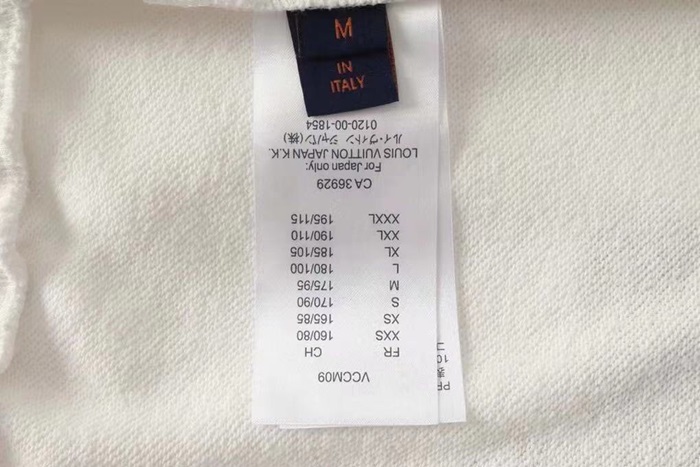 M
IN
ITALY
VCCM09
FR CH
XXS 160/80
XS 165/85
S 170/90
M 175/95
L 180/100
XL 185/105
XXL 190/110
XXXL 195/115
CA 36929
For Japan only:
LOUIS VUITTON JAPAN K.K.
ルイ・ヴィトン ジャパン(株)
0120-00-1854